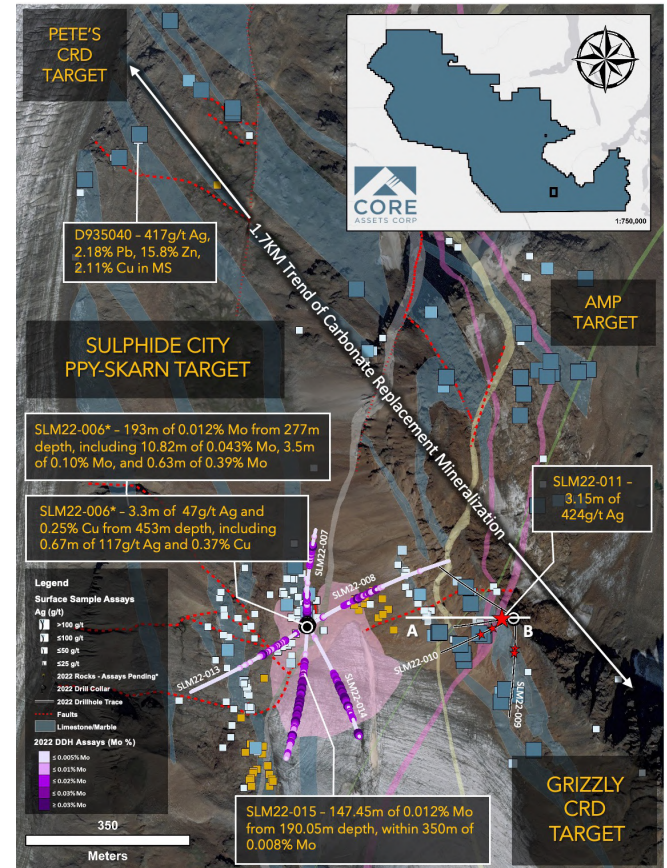 PETE'S
CRD
TARGET
CORE
ASSETS CORP
1:750,000
D935040 – 417g/t Ag,
2.18% Pb, 15.8% Zn,
2.11% Cu in MS
1.7KM Trend of Carbonate Replacement Mineralization
AMP
TARGET
SULPHIDE CITY
PPY-SKARN TARGET
SLM22-006* – 193m of 0.012% Mo from 277m
depth, including 10.82m of 0.043% Mo, 3.5m
of 0.10% Mo, and 0.63m of 0.39% Mo
SLM22-011 –
3.15m of
424g/t Ag
SLM22-006* – 3.3m of 47g/t Ag and
0.25% Cu from 453m depth, including
0.67m of 117g/t Ag and 0.37% Cu
SLM22-007
SLM22-008
A
B
SLM22-010
SLM22-013
SLM22-014
SLM22-009
Legend
Surface Sample Assays
Ag (g/t)
>100 g/t
≤100 g/t
≤50 g/t
≤25 g/t
2022 Rocks - Assays Pending*
2022 Drill Collar
2022 Drillhole Trace
Faults
Limestone/Marble
2022 DDH Assays (Mo %)
≤ 0.005% Mo
≤ 0.01% Mo
≤ 0.02% Mo
≤ 0.03% Mo
≥ 0.03% Mo
350
Meters
SLM22-015 – 147.45m of 0.012% Mo
from 190.05m depth, within 350m of
0.008% Mo
GRIZZLY
CRD
TARGET